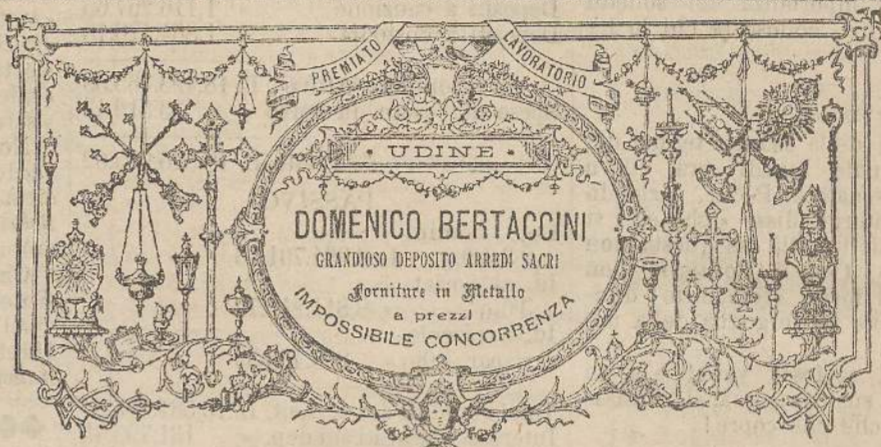 PREMIATO LAVORATORIO
UDINE
DOMENICO BERTACCINI
GRANDIOSO DEPOSITO ARREDI SACRI
Forniture in Metallo
a prezzi
IMPOSSIBILE CONCORRENZA